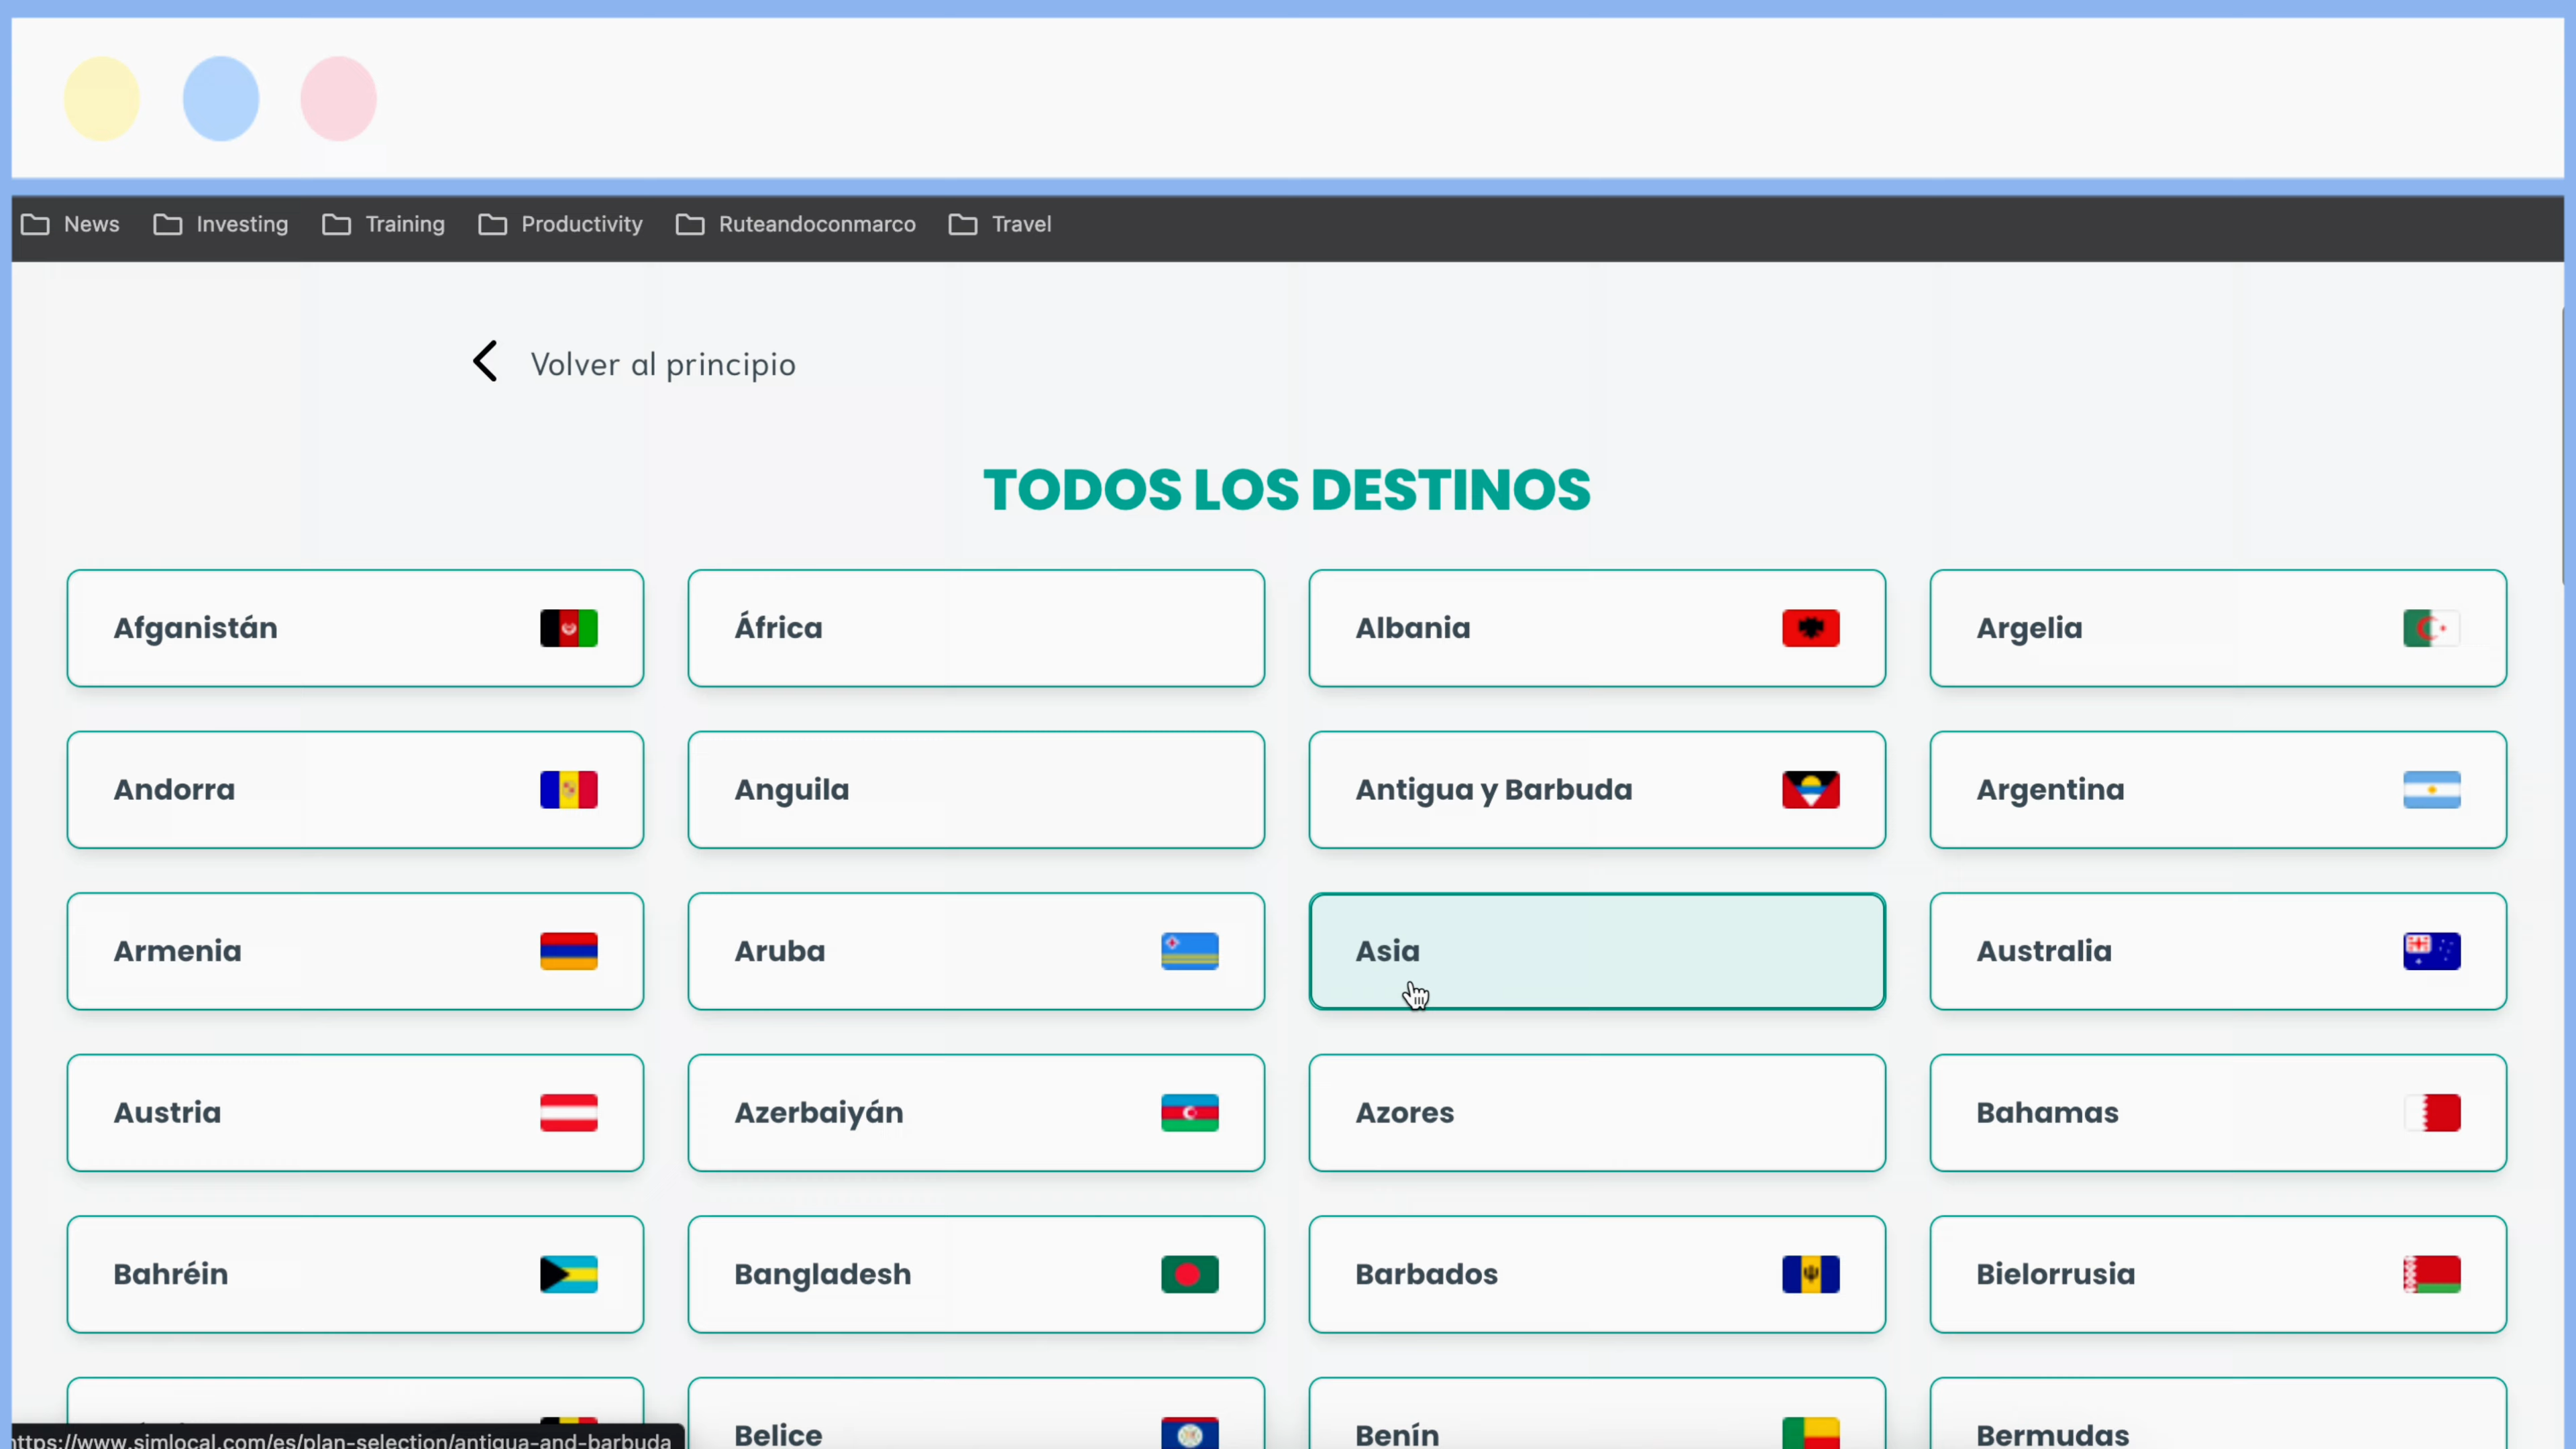 News Investing Training Productivity Ruteandoconmarco Travel
Volver al principio
TODOS LOS DESTINOS
Afganistán África Albania Argelia
Andorra Anguila Antigua y Barbuda Argentina
Armenia Aruba Asia Australia
Austria Azerbaiyán Azores Bahamas
Bahréin Bangladesh Barbados Bielorrusia
Belice Benín Bermudas
https://www.simlocal.com/es/plan-selection/antigua-and-barbuda